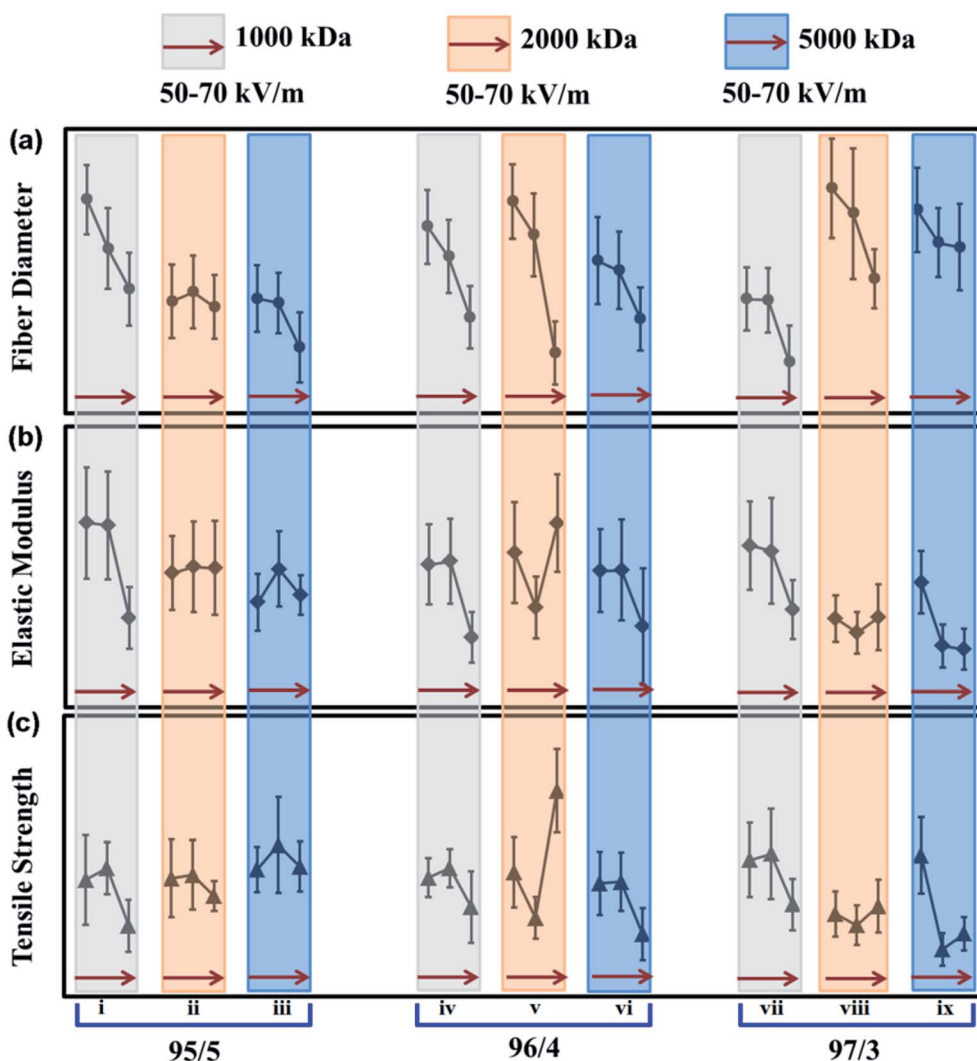 1000 kDa 2000 kDa 5000 kDa
50-70 kV/m 50-70 kV/m 50-70 kV/m
(a)
Fiber Diameter
(b)
Elastic Modulus
(c)
Tensile Strength
i ii iii iv v vi vii viii ix
95/5 96/4 97/3